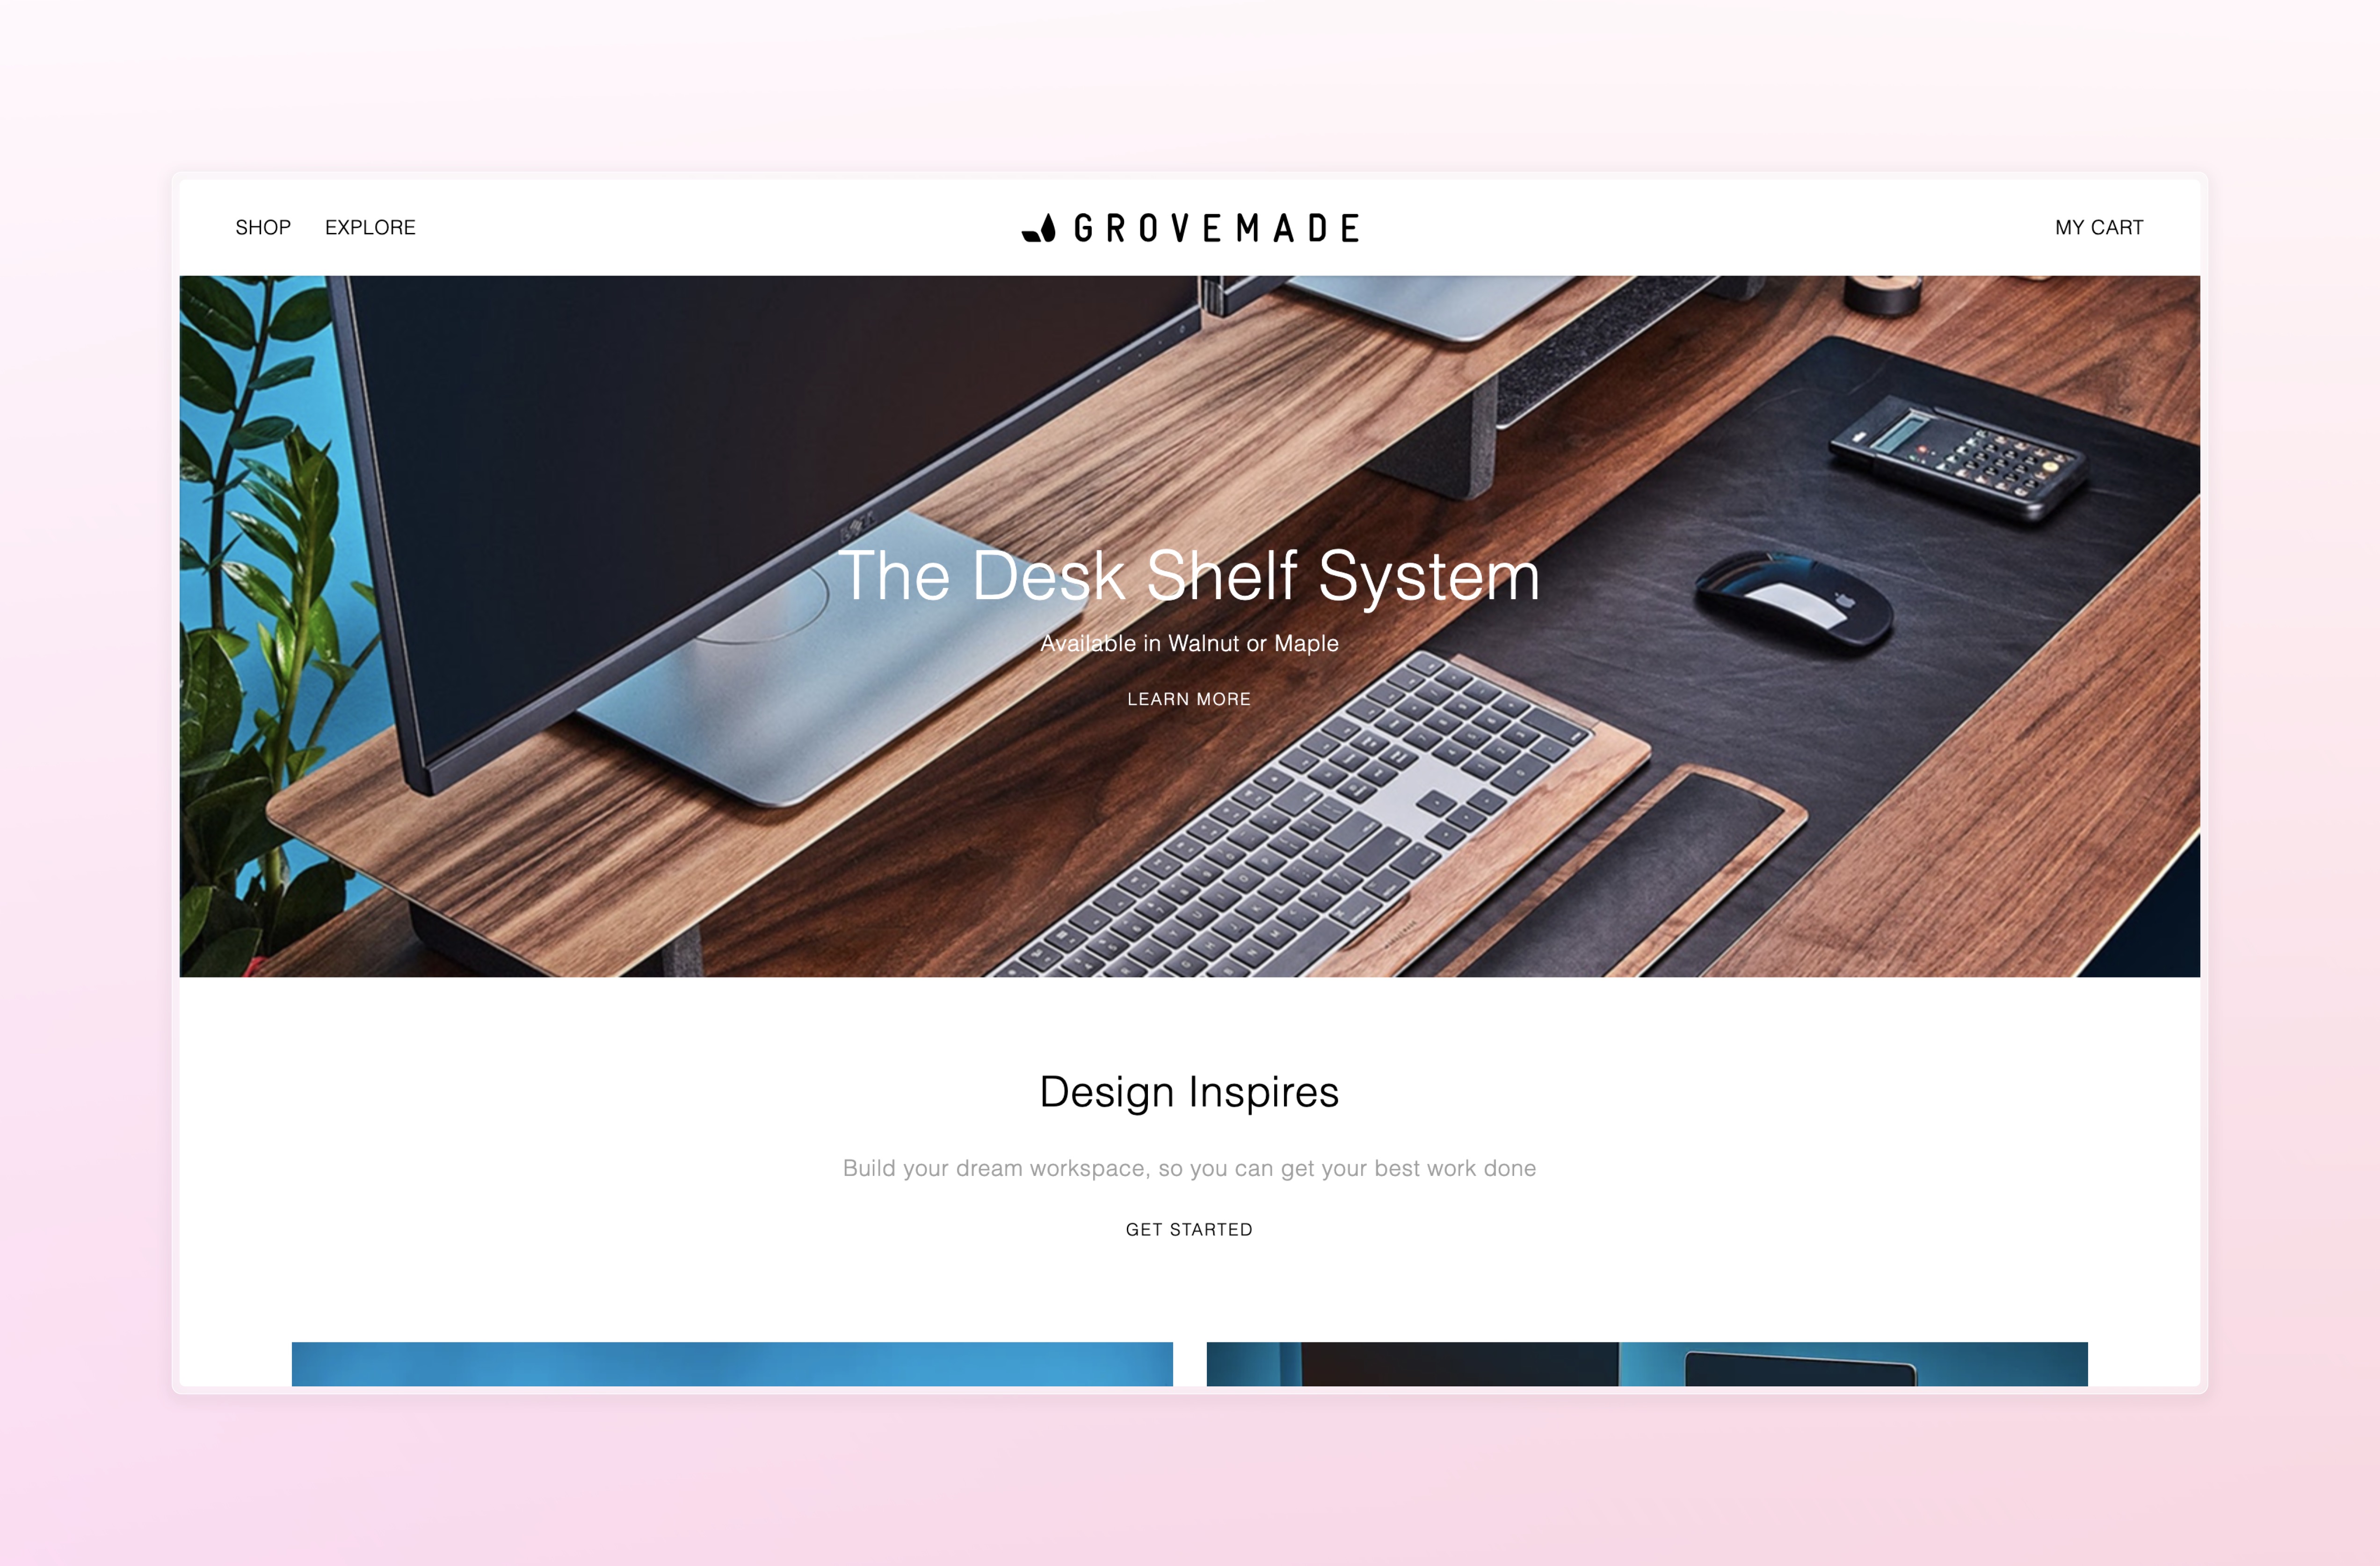 SHOP EXPLORE GROVEMADE MY CART
The Desk Shelf System
Available in Walnut or Maple
LEARN MORE
Design Inspires
Build your dream workspace, so you can get your best work done
GET STARTED